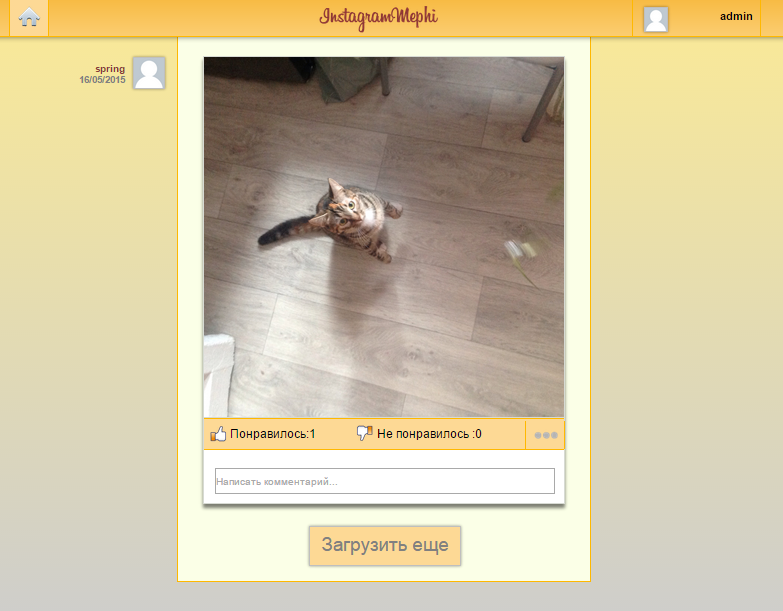 InstagramMephi
admin
spring
16/05/2015
Понравилось:1
Не понравилось :0
Написать комментарий...
Загрузить еще